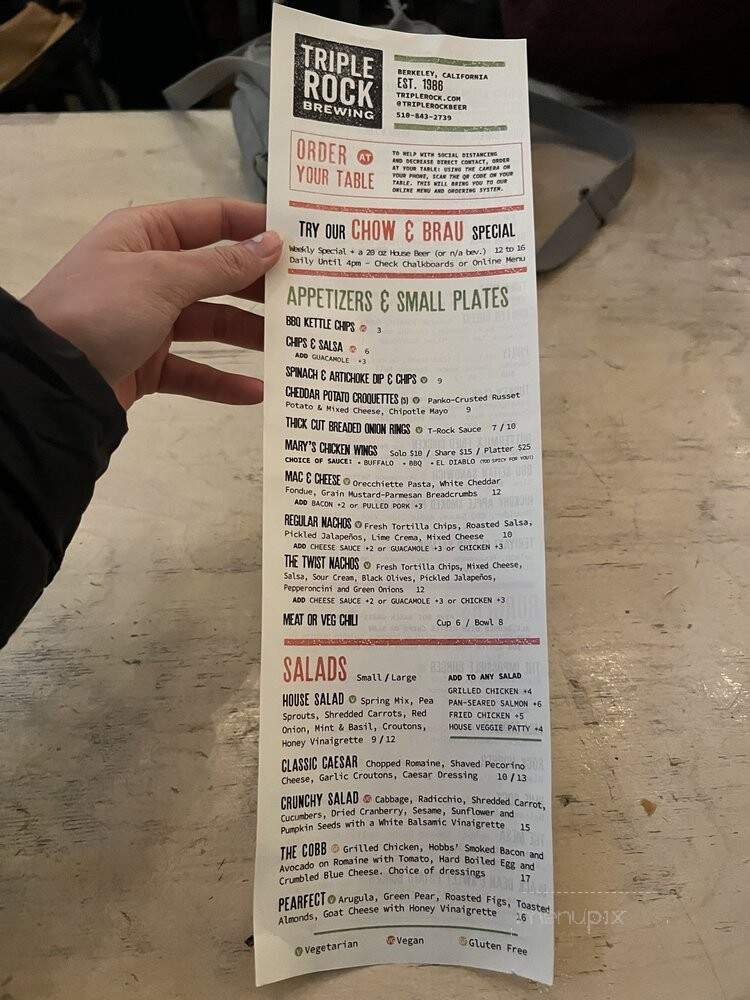 TRIPLE
ROCK
BREWING
BERKELEY, CALIFORNIA
EST. 1986
TRIPLEROCK.COM
@TRIPLEROCKBEER
510-843-2739
ORDER AT
YOUR TABLE
TO HELP WITH SOCIAL DISTANCING
AND DECREASE DIRECT CONTACT, ORDER
AT YOUR TABLE! USING THE CAMERA ON
YOUR PHONE, SCAN THE QR CODE ON YOUR
TABLE. THIS WILL BRING YOU TO OUR
ONLINE MENU AND ORDERING SYSTEM.
TRY OUR CHOW & BRAU SPECIAL
Weekly Special + a 20 oz House Beer (or n/a bev.) 12 to 16
Daily Until 4pm - Check Chalkboards or Online Menu
APPETIZERS & SMALL PLATES
BBQ KETTLE CHIPS VG 3
CHIPS & SALSA VG 6
ADD GUACAMOLE +3
SPINACH & ARTICHOKE DIP & CHIPS V 9
CHEDDAR POTATO CROQUETTES (5) V Panko-Crusted Russet
Potato & Mixed Cheese, Chipotle Mayo 9
THICK CUT BREADED ONION RINGS V T-Rock Sauce 7 / 10
MARY'S CHICKEN WINGS Solo $10 / Share $15 / Platter $25
CHOICE OF SAUCE: • BUFFALO • BBQ • EL DIABLO (TOO SPICY FOR YOU!)
MAC & CHEESE V Orecchiette Pasta, White Cheddar
Fondue, Grain Mustard-Parmesan Breadcrumbs 12
ADD BACON +2 or PULLED PORK +3
REGULAR NACHOS V Fresh Tortilla Chips, Roasted Salsa,
Pickled Jalapeños, Lime Crema, Mixed Cheese 10
ADD CHEESE SAUCE +2 or GUACAMOLE +3 or CHICKEN +3
THE TWIST NACHOS V Fresh Tortilla Chips, Mixed Cheese,
Salsa, Sour Cream, Black Olives, Pickled Jalapeños,
Pepperoncini and Green Onions 12
ADD CHEESE SAUCE +2 or GUACAMOLE +3 or CHICKEN +3
MEAT OR VEG CHILI Cup 6 / Bowl 8
SALADS Small / Large
HOUSE SALAD V Spring Mix, Pea
Sprouts, Shredded Carrots, Red
Onion, Mint & Basil, Croutons,
Honey Vinaigrette 9 / 12
ADD TO ANY SALAD
GRILLED CHICKEN +4
PAN-SEARED SALMON +6
FRIED CHICKEN +5
HOUSE VEGGIE PATTY +4
CLASSIC CAESAR Chopped Romaine, Shaved Pecorino
Cheese, Garlic Croutons, Caesar Dressing 10 / 13
CRUNCHY SALAD VG Cabbage, Radicchio, Shredded Carrot,
Cucumbers, Dried Cranberry, Sesame, Sunflower and
Pumpkin Seeds with a White Balsamic Vinaigrette 15
THE COBB GF Grilled Chicken, Hobbs' Smoked Bacon and
Avocado on Romaine with Tomato, Hard Boiled Egg and
Crumbled Blue Cheese. Choice of dressings 17
PEARFECT V Arugula, Green Pear, Roasted Figs, Toasted
Almonds, Goat Cheese with Honey Vinaigrette 16
V Vegetarian VG Vegan GF Gluten Free
menupix